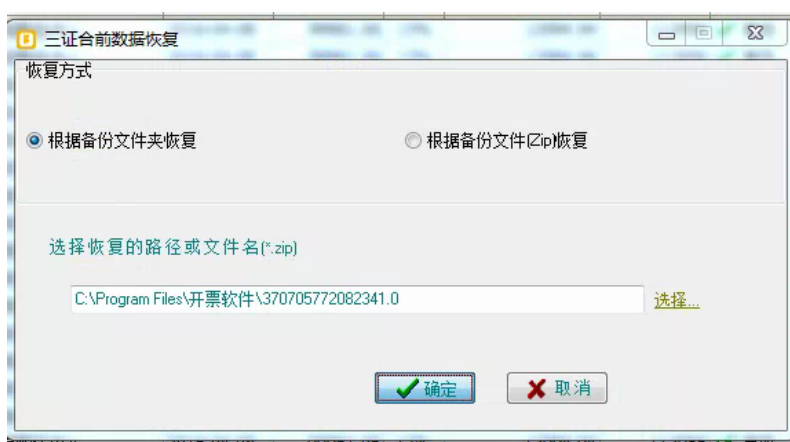 三证合前数据恢复
恢复方式
根据备份文件夹恢复
根据备份文件(Zip)恢复
选择恢复的路径或文件名(*.zip)
C:\Program Files\开票软件\370705772082341.0
选择...
确定
取消